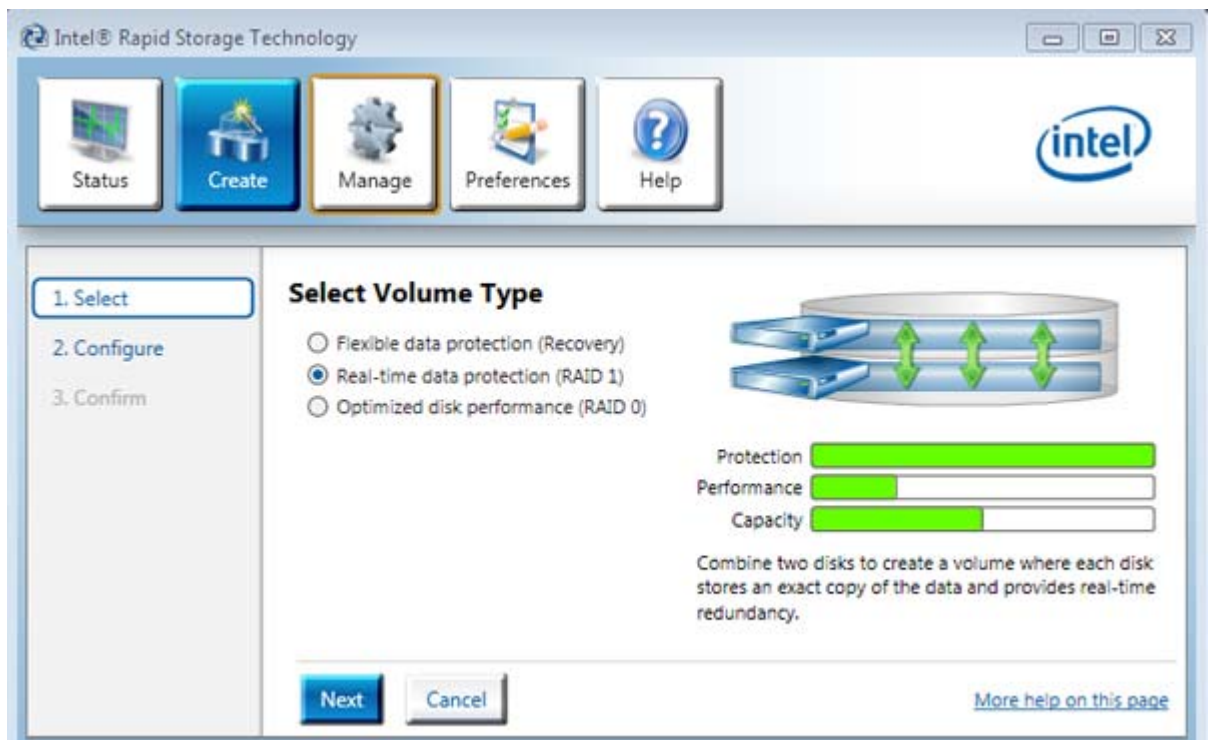 Intel® Rapid Storage Technology
Status
Create
Manage
Preferences
Help
intel
1. Select
2. Configure
3. Confirm
Select Volume Type
Flexible data protection (Recovery)
Real-time data protection (RAID 1)
Optimized disk performance (RAID 0)
Protection
Performance
Capacity
Combine two disks to create a volume where each disk
stores an exact copy of the data and provides real-time
redundancy.
Next
Cancel
More help on this page